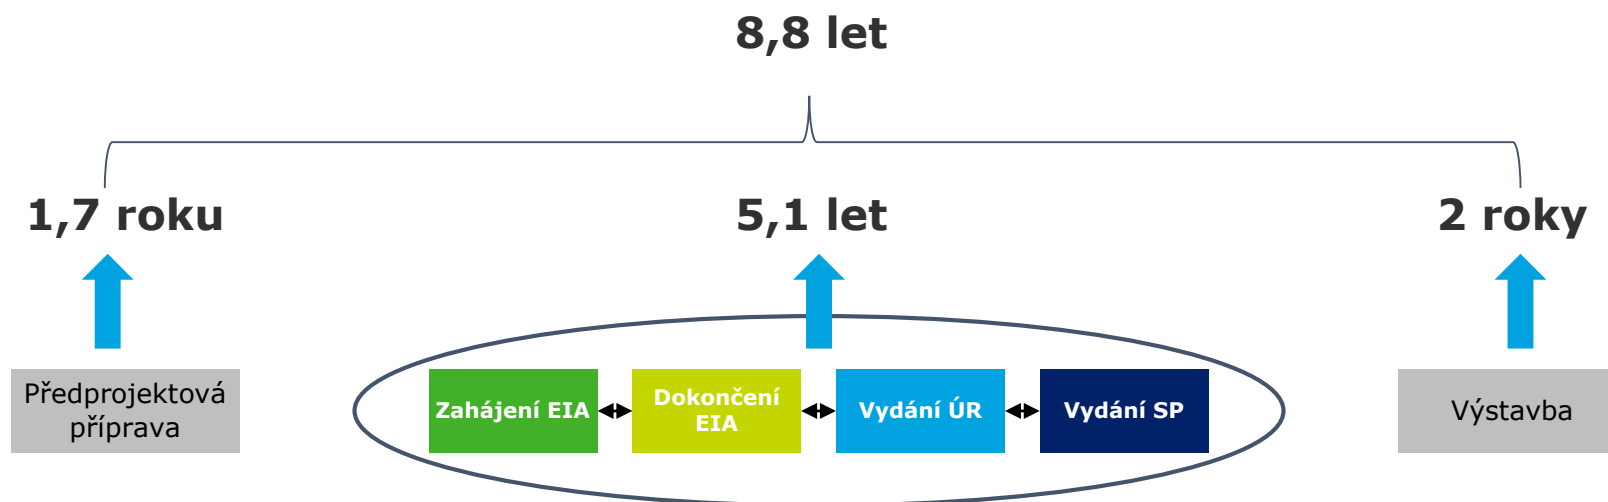 8,8 let
1,7 roku
5,1 let
2 roky
Předprojektová
příprava
Zahájení EIA
Dokončení
EIA
Vydání ÚR
Vydání SP
Výstavba